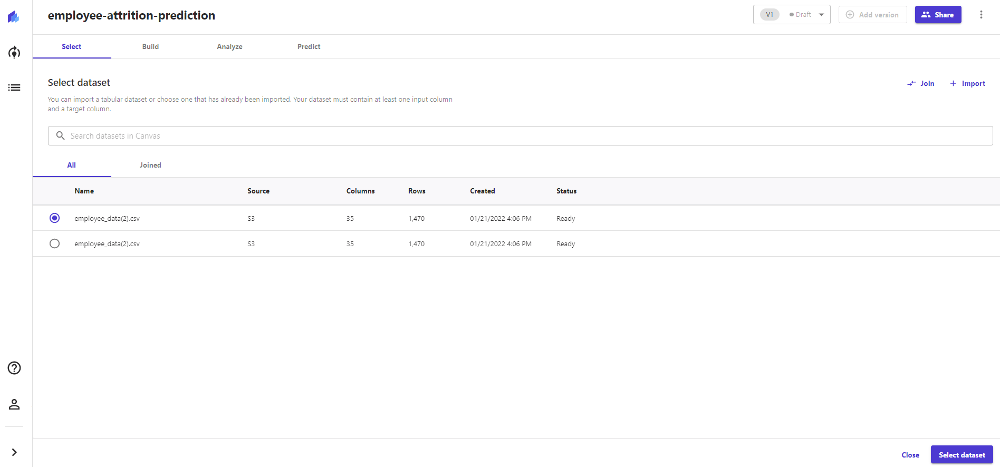 employee-attrition-prediction
V1 Draft
Add version
Share
Select Build Analyze Predict
Select dataset
Join Import
You can import a tabular dataset or choose one that has already been imported. Your dataset must contain at least one input column
and a target column.
Search datasets in Canvas
All Joined
Name Source Columns Rows Created Status
employee_data(2).csv S3 35 1,470 01/21/2022 4:06 PM Ready
employee_data(2).csv S3 35 1,470 01/21/2022 4:06 PM Ready
Close Select dataset